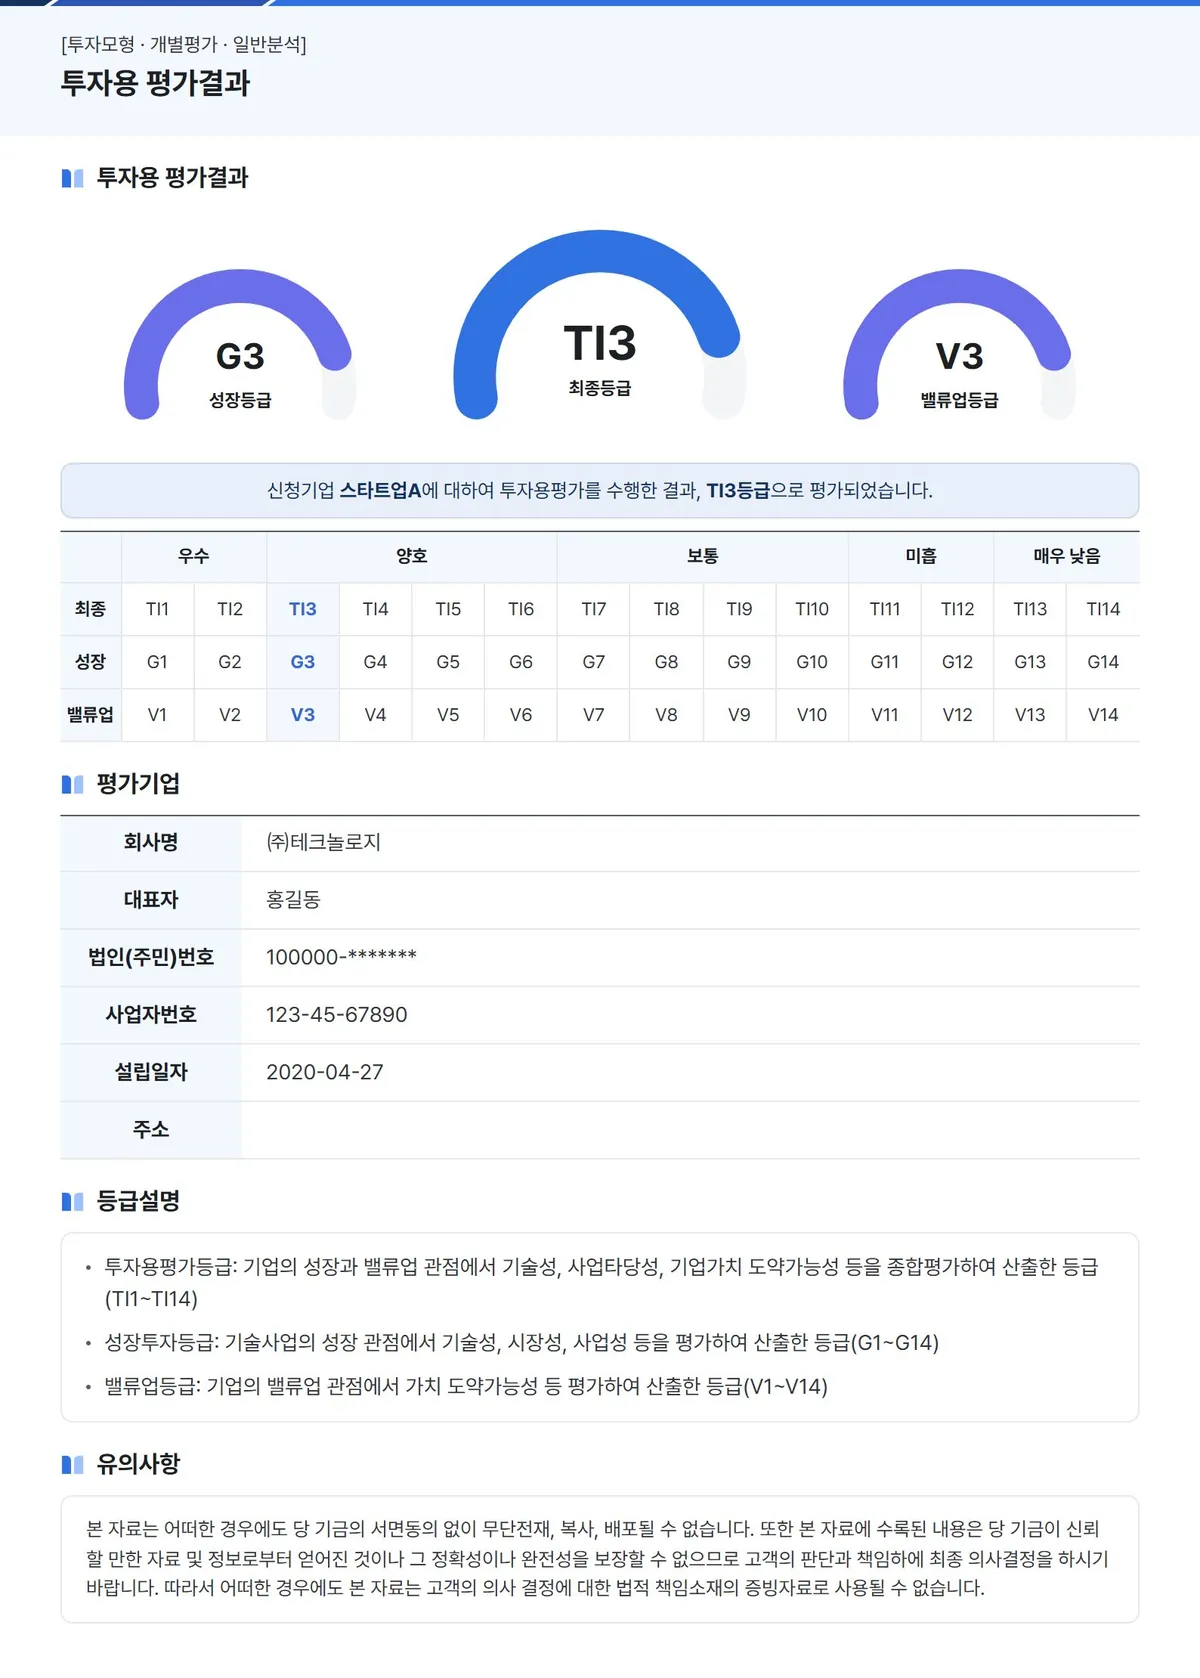 [투자모형 · 개별평가 · 일반분석]
투자용 평가결과
투자용 평가결과
G3
성장등급
TI3
최종등급
V3
밸류업등급
신청기업 스타트업A에 대하여 투자용평가를 수행한 결과, TI3등급으로 평가되었습니다.
우수 양호 보통 미흡 매우 낮음
최종 TI1 TI2 TI3 TI4 TI5 TI6 TI7 TI8 TI9 TI10 TI11 TI12 TI13 TI14
성장 G1 G2 G3 G4 G5 G6 G7 G8 G9 G10 G11 G12 G13 G14
밸류업 V1 V2 V3 V4 V5 V6 V7 V8 V9 V10 V11 V12 V13 V14
평가기업
회사명 ㈜테크놀로지
대표자 홍길동
법인(주민)번호 100000-*******
사업자번호 123-45-67890
설립일자 2020-04-27
주소
등급설명
• 투자용평가등급: 기업의 성장과 밸류업 관점에서 기술성, 사업타당성, 기업가치 도약가능성 등을 종합평가하여 산출한 등급
(TI1~TI14)
• 성장투자등급: 기술사업의 성장 관점에서 기술성, 시장성, 사업성 등을 평가하여 산출한 등급(G1~G14)
• 밸류업등급: 기업의 밸류업 관점에서 가치 도약가능성 등 평가하여 산출한 등급(V1~V14)
유의사항
본 자료는 어떠한 경우에도 당 기금의 서면동의 없이 무단전재, 복사, 배포될 수 없습니다. 또한 본 자료에 수록된 내용은 당 기금이 신뢰
할 만한 자료 및 정보로부터 얻어진 것이나 그 정확성이나 완전성을 보장할 수 없으므로 고객의 판단과 책임하에 최종 의사결정을 하시기
바랍니다. 따라서 어떠한 경우에도 본 자료는 고객의 의사 결정에 대한 법적 책임소재의 증빙자료로 사용될 수 없습니다.